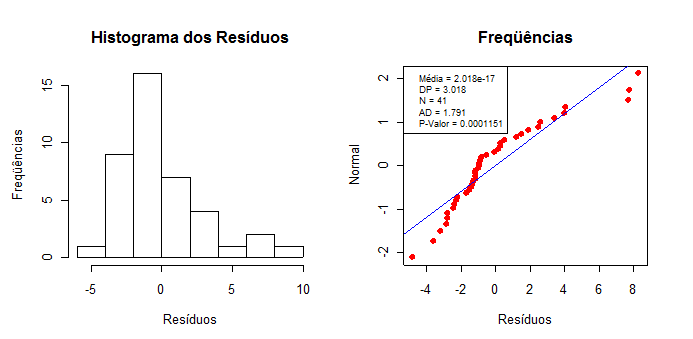 Histograma dos Resíduos
Freqüências
15
10
5
0
-5 0 5 10
Resíduos
Freqüências
Média = 2.018e-17
DP = 3.018
N = 41
AD = 1.791
P-Valor = 0.0001151
Normal
2
1
0
-1
-2
-4 -2 0 2 4 6 8
Resíduos